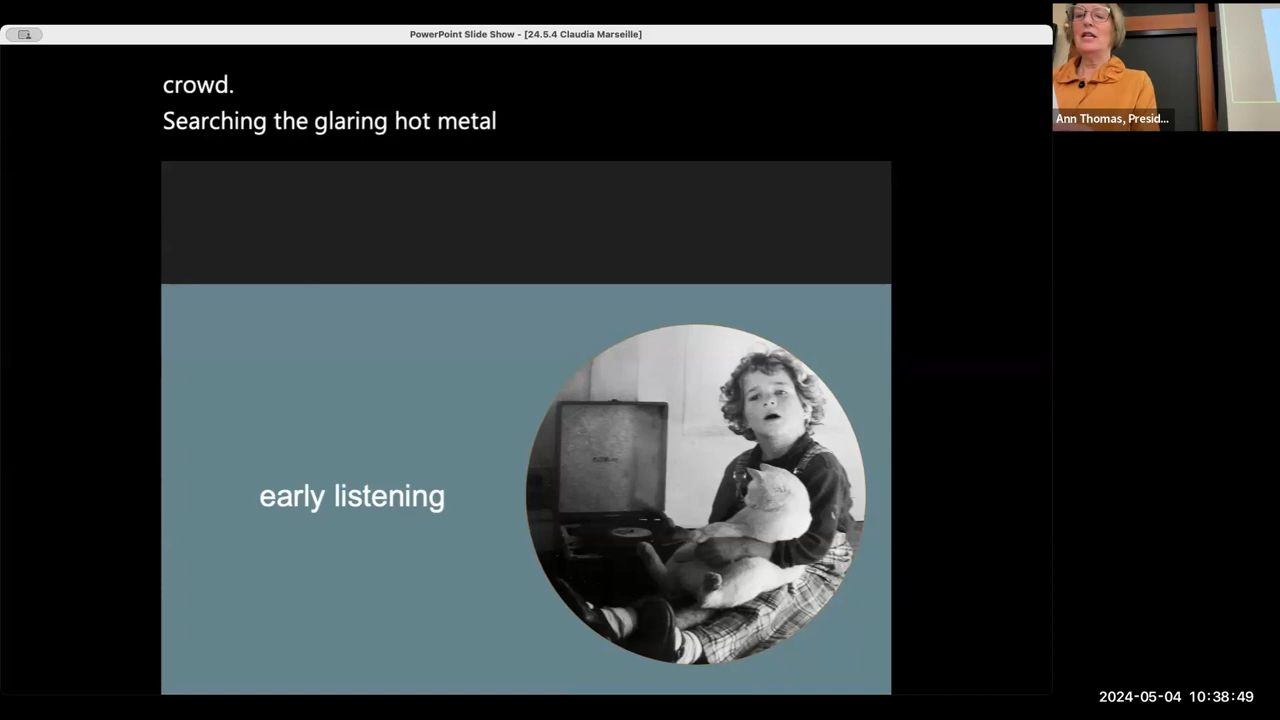 PowerPoint Slide Show - [24.5.4 Claudia Marseille]
crowd.
Searching the glaring hot metal
early listening
Ann Thomas, Presid...
2024-05-04 10:38:49